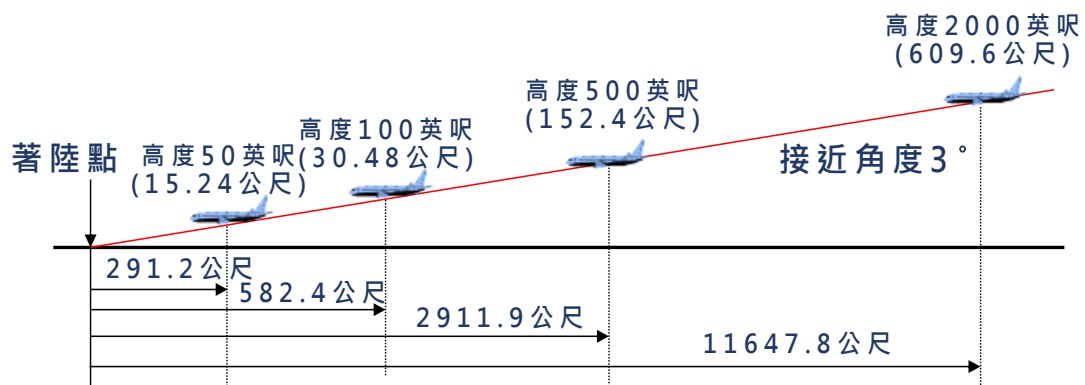 高度2000英呎
(609.6公尺)
高度500英呎
(152.4公尺)
高度100英呎
(30.48公尺)
高度50英呎
(15.24公尺)
著陸點
接近角度3°
291.2公尺
582.4公尺
2911.9公尺
11647.8公尺